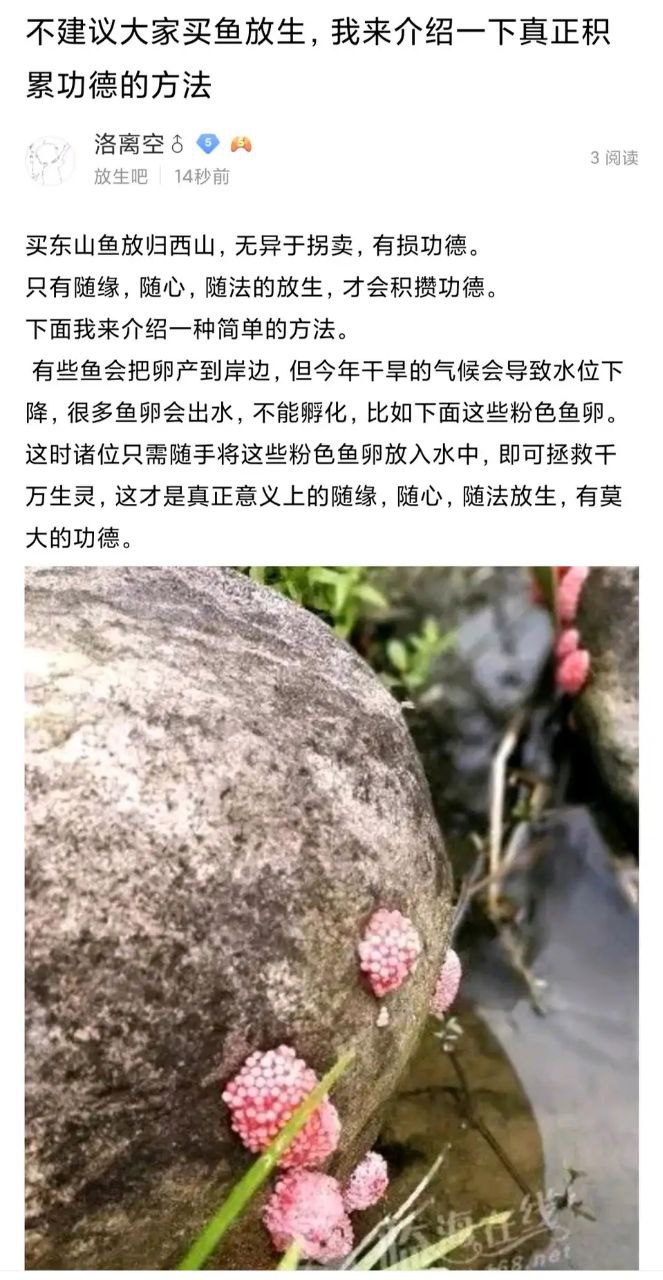 不建议大家买鱼放生，我来介绍一下真正积
累功德的方法
洛离空♂ 5 5
3 阅读
放生吧 14秒前
买东山鱼放归西山，无异于拐卖，有损功德。
只有随缘，随心，随法的放生，才会积攒功德。
下面我来介绍一种简单的方法。
有些鱼会把卵产到岸边，但今年干旱的气候会导致水位下
降，很多鱼卵会出水，不能孵化，比如下面这些粉色鱼卵。
这时诸位只需随手将这些粉色鱼卵放入水中，即可拯救千
万生灵，这才是真正意义上的随缘，随心，随法放生，有莫
大的功德。
海在线
68.net